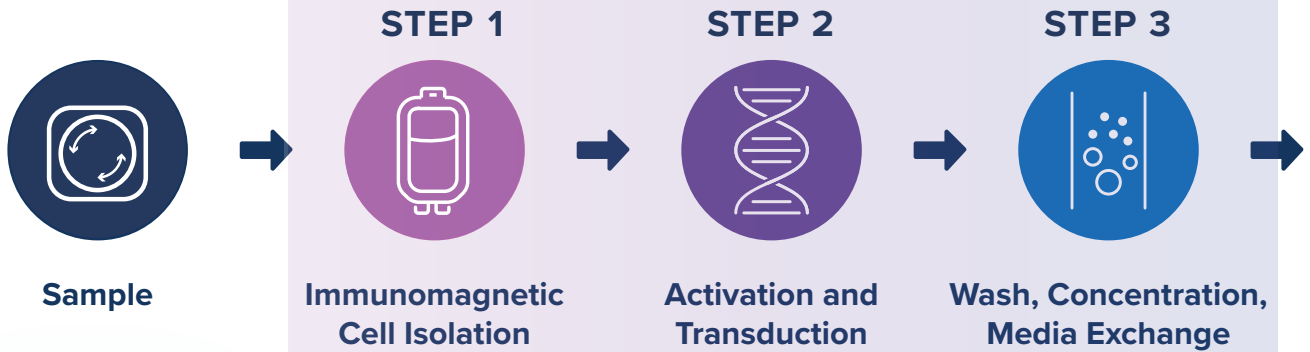 STEP 1
STEP 2
STEP 3
Sample
Immunomagnetic
Cell Isolation
Activation and
Transduction
Wash, Concentration,
Media Exchange